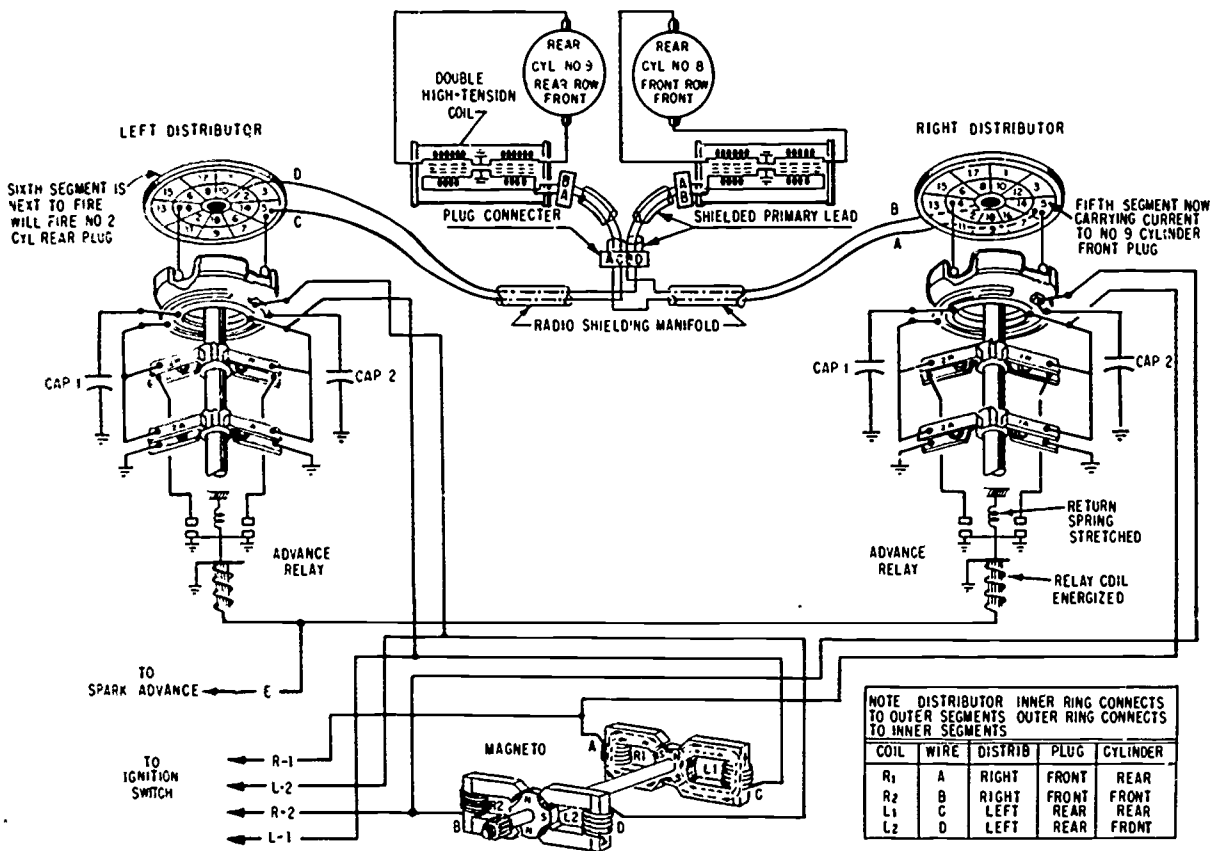 REAR
CYL NO 9
REAR ROW
FRONT
REAR
CYL NO 8
FRONT ROW
FRONT
DOUBLE
HIGH-TENSION
COIL
LEFT DISTRIBUTOR
RIGHT DISTRIBUTOR
SIXTH SEGMENT IS
NEXT TO FIRE
WILL FIRE NO 2
CYL REAR PLUG
D
C
B
A
A
B
PLUG CONNECTER
SHIELDED PRIMARY LEAD
B
A
FIFTH SEGMENT NOW
CARRYING CURRENT
TO NO 9 CYLINDER
FRONT PLUG
RADIO SHIELDING MANIFOLD
CAP 1
CAP 2
CAP 1
CAP 2
RETURN
SPRING
STRETCHED
ADVANCE
RELAY
ADVANCE
RELAY
RELAY COIL
ENERGIZED
TO
SPARK ADVANCE
E
TO
IGNITION
SWITCH
R-1
L-2
R-2
L-1
MAGNETO
A
R1
L1
C
R2
L2
B
D
N
S
N
NOTE DISTRIBUTOR INNER RING CONNECTS
TO OUTER SEGMENTS OUTER RING CONNECTS
TO INNER SEGMENTS
COIL WIRE DISTRIB PLUG CYLINDER
R1 A RIGHT FRONT REAR
R2 B RIGHT FRONT FRONT
L1 C LEFT REAR REAR
L2 D LEFT REAR FRONT